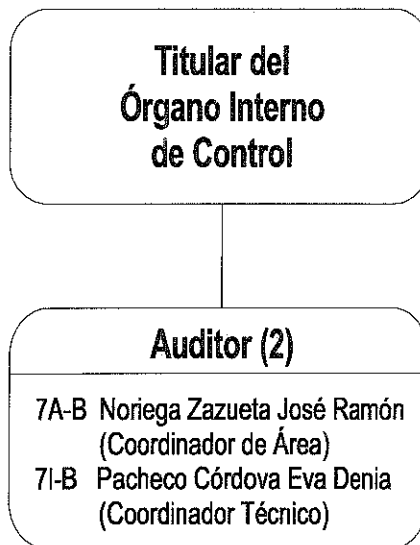 Titular del
Órgano Interno
de Control
Auditor (2)
7A-B Noriega Zazueta José Ramón
(Coordinador de Área)
7I-B Pacheco Córdova Eva Denia
(Coordinador Técnico)